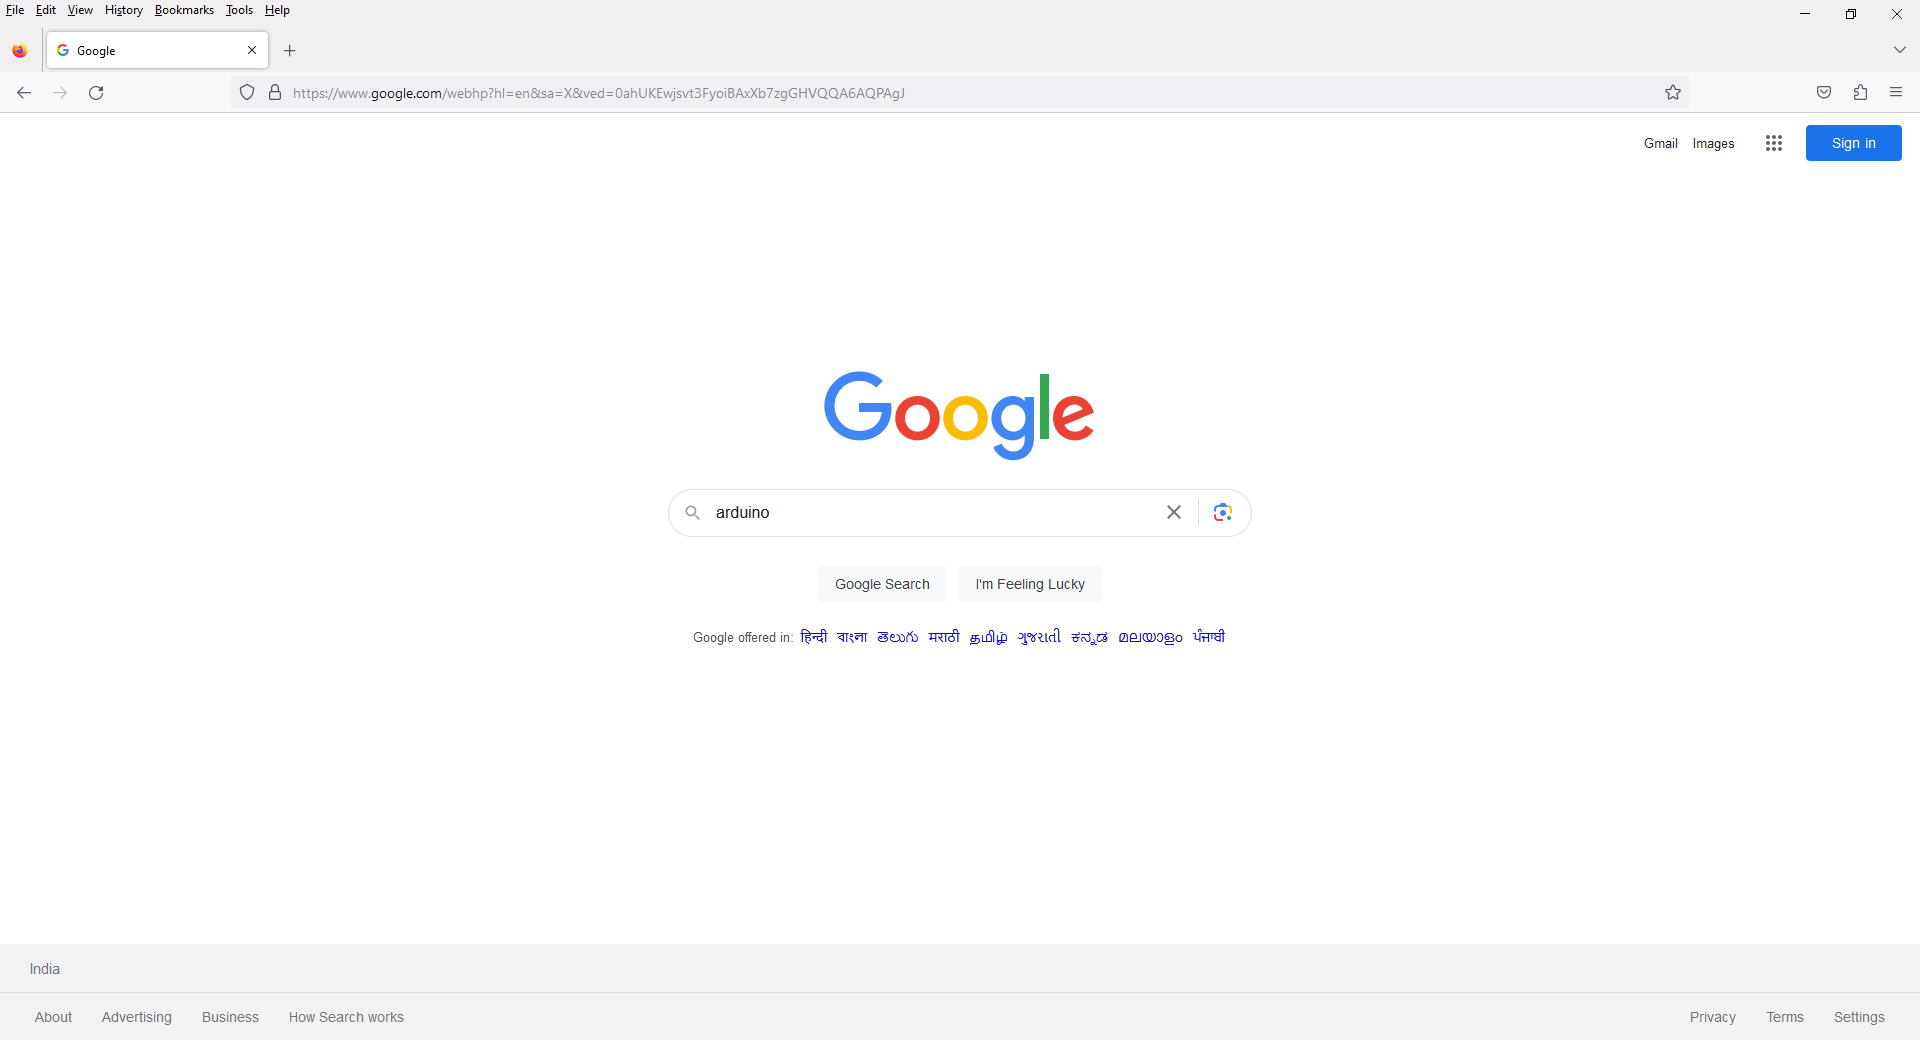 File Edit View History Bookmarks Tools Help
Google
https://www.google.com/webhp?hl=en&sa=X&ved=0ahUKEwjsvt3FyoiBAxXb7zgGHVQQA6AQPAgJ
Gmail Images Sign in
Google
arduino
Google Search I'm Feeling Lucky
Google offered in: हिन्दी বাংলা తెలుగు मराठी தமிழ் ગુજરાતી ಕನ್ನಡ മലയാളം ਪੰਜਾਬੀ
India
About Advertising Business How Search works Privacy Terms Settings